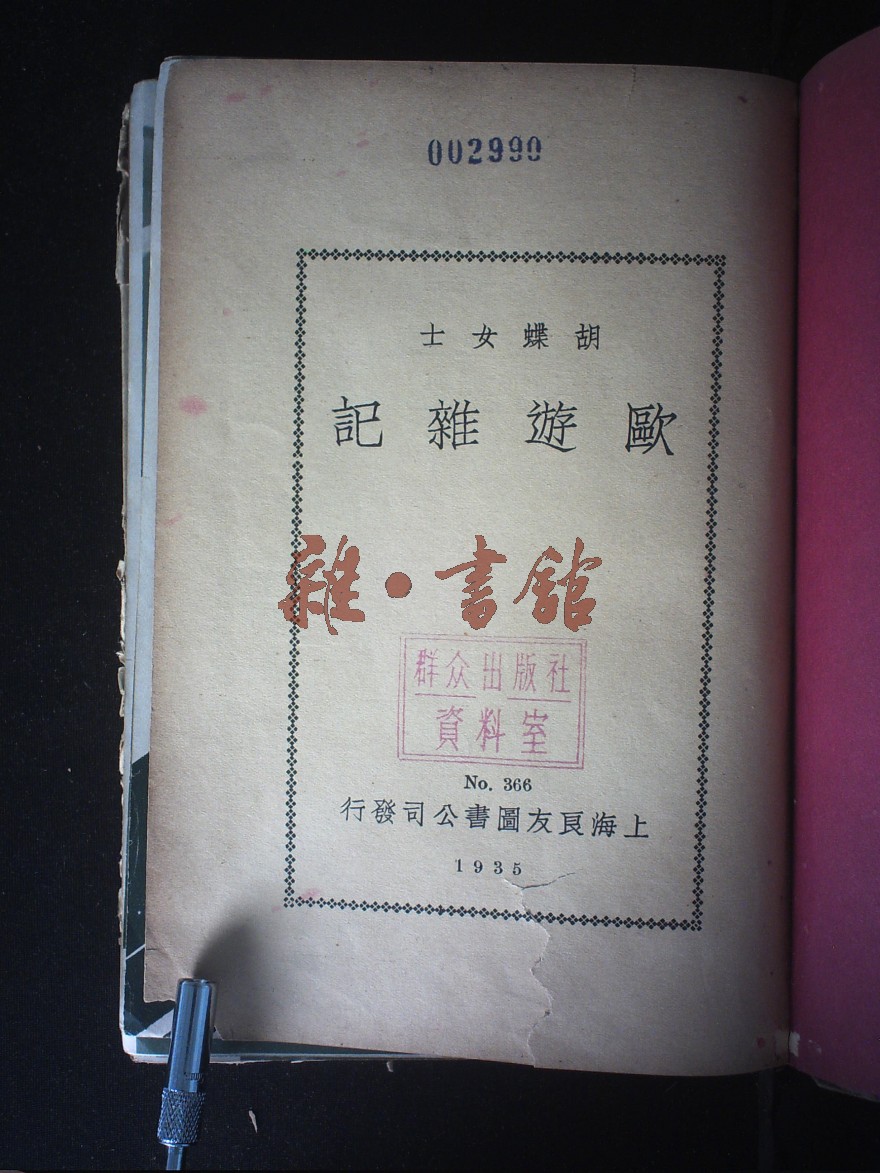 002990
胡蝶女士
歐遊雜記
雜·書館
群众出版社
資料室
No. 366
上海良友圖書公司發行
1935